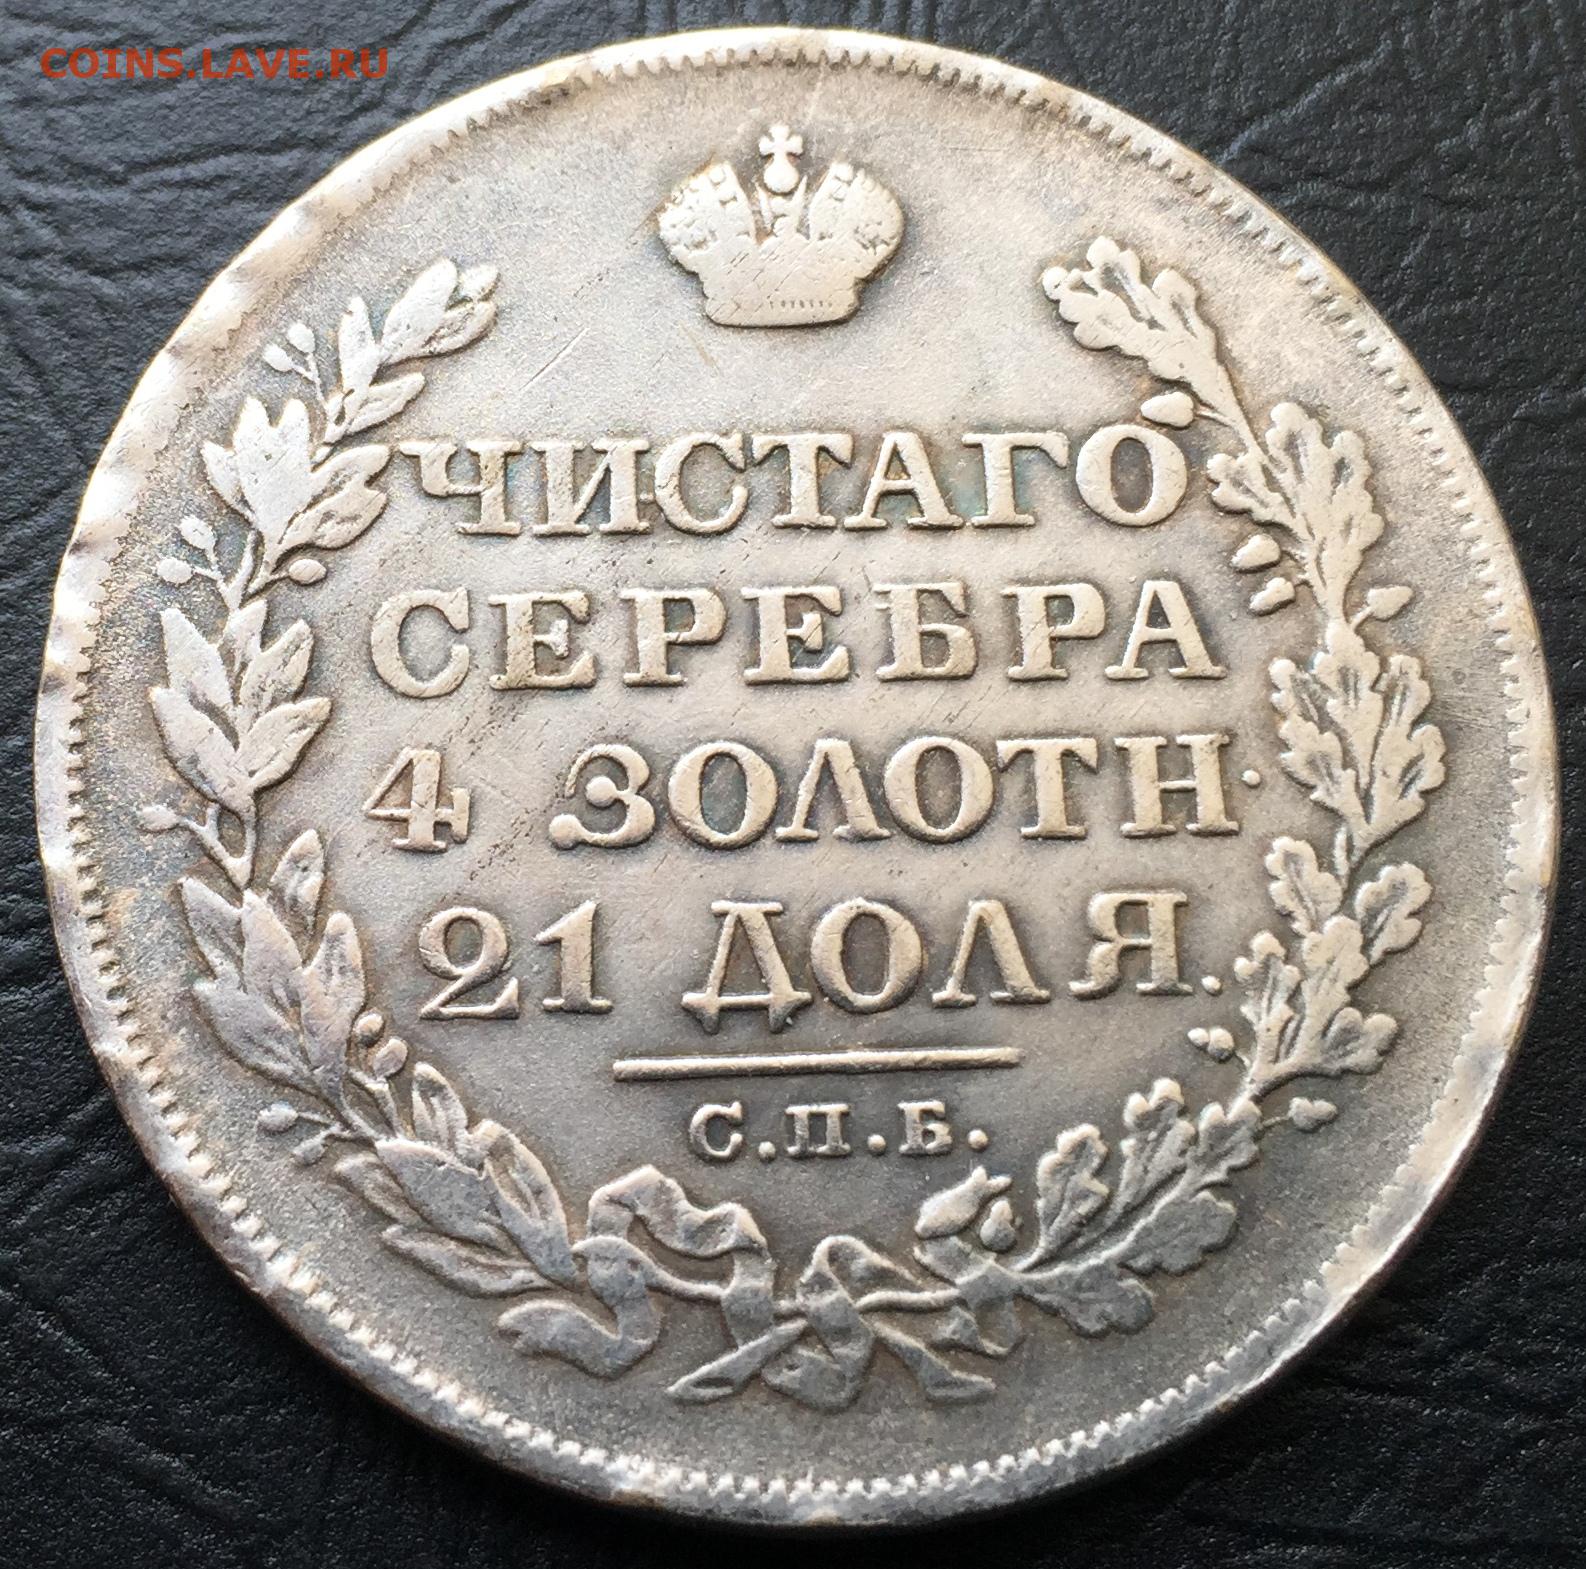 COINS.LAVE.RU
ЧИСТАГО
СЕРЕБРА
4 ЗОЛОТН.
21 ДОЛЯ.
С.П.Б.